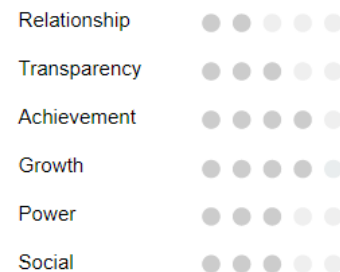 Relationship
Transparency
Achievement
Growth
Power
Social